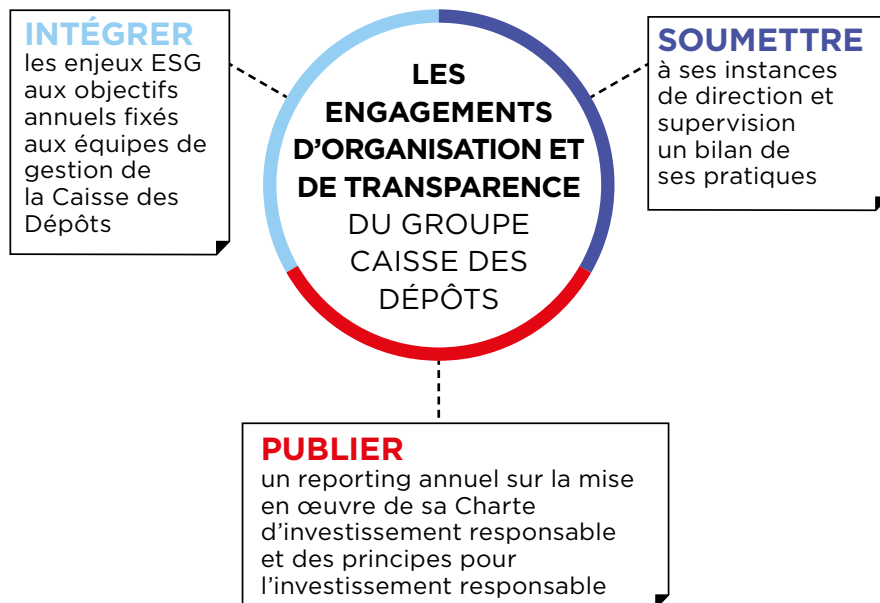 INTÉGRER
les enjeux ESG
aux objectifs
annuels fixés
aux équipes de
gestion de
la Caisse des
Dépôts
LES
ENGAGEMENTS
D’ORGANISATION ET
DE TRANSPARENCE
DU GROUPE
CAISSE DES
DÉPÔTS
SOUMETTRE
à ses instances
de direction et
supervision
un bilan de
ses pratiques
PUBLIER
un reporting annuel sur la mise
en œuvre de sa Charte
d’investissement responsable
et des principes pour
l’investissement responsable